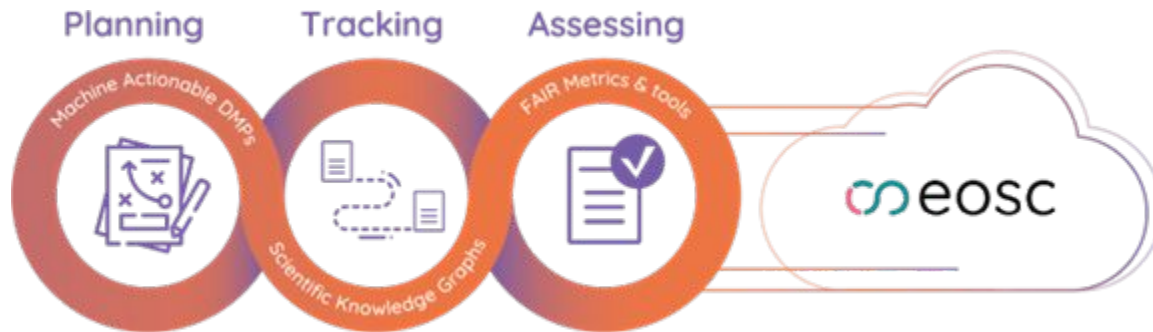 Planning
Tracking
Assessing
Machine Actionable DMPs
Scientific Knowledge Graphs
FAIR Metrics & tools
eosc